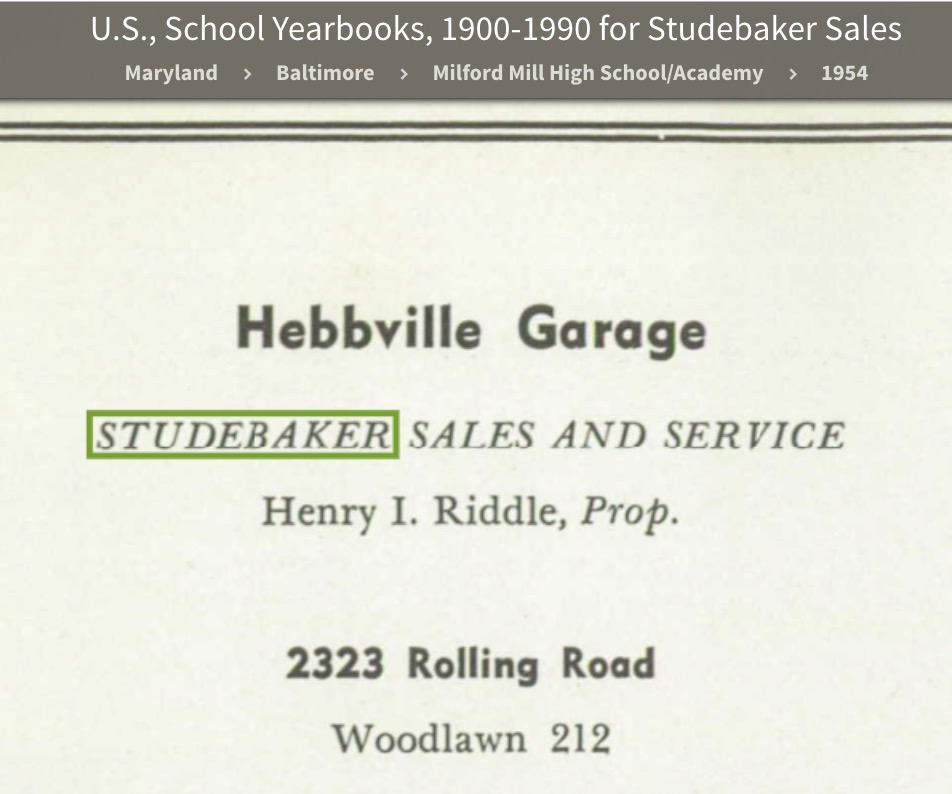 U.S., School Yearbooks, 1900-1990 for Studebaker Sales
Maryland > Baltimore > Milford Mill High School/Academy > 1954
Hebbville Garage
STUDEBAKER SALES AND SERVICE
Henry I. Riddle, Prop.
2323 Rolling Road
Woodlawn 212